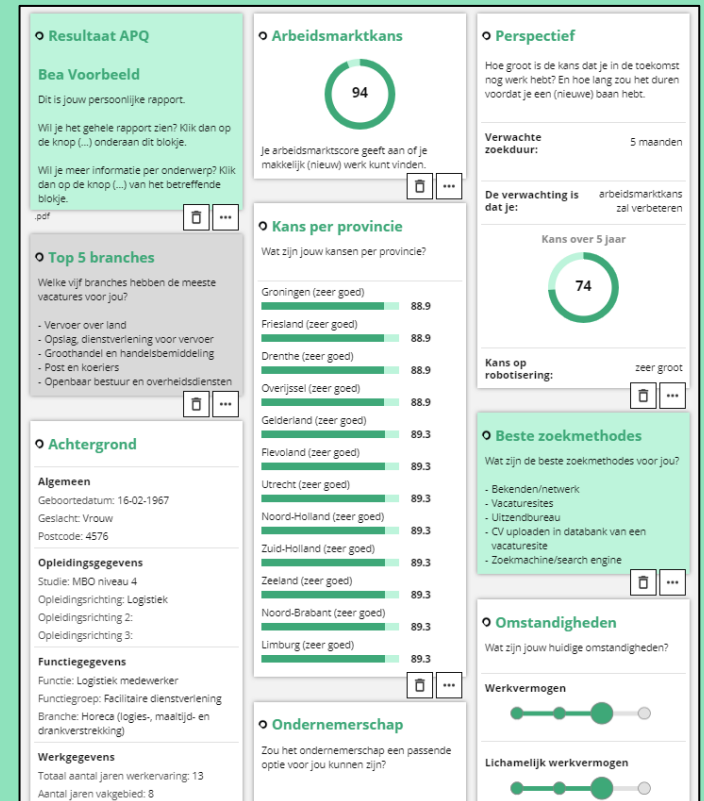 Resultaat APQ
Bea Voorbeeld
Dit is jouw persoonlijke rapport.
Wil je het gehele rapport zien? Klik dan op
de knop (...) onderaan dit blokje.
Wil je meer informatie per onderwerp? Klik
dan op de knop (...) van het betreffende
blokje.
.pdf
Top 5 branches
Welke vijf branches hebben de meeste
vacatures voor jou?
- Vervoer over land
- Opslag, dienstverlening voor vervoer
- Groothandel en handelsbemiddeling
- Post en koeriers
- Openbaar bestuur en overheidsdiensten
Achtergrond
Algemeen
Geboortedatum: 16-02-1967
Geslacht: Vrouw
Postcode: 4576
Opleidingsgegevens
Studie: MBO niveau 4
Opleidingsrichting: Logistiek
Opleidingsrichting 2:
Opleidingsrichting 3:
Functiegegevens
Functie: Logistiek medewerker
Functiegroep: Facilitaire dienstverlening
Branche: Horeca (logies-, maaltijd- en
drankverstrekking)
Werkgegevens
Totaal aantal jaren werkervaring: 13
Aantal jaren vakgebied: 8
Arbeidsmarktkans
94
Je arbeidsmarktscore geeft aan of je
makkelijk (nieuw) werk kunt vinden.
Kans per provincie
Wat zijn jouw kansen per provincie?
Groningen (zeer goed)
88.9
Friesland (zeer goed)
88.9
Drenthe (zeer goed)
88.9
Overijssel (zeer goed)
88.9
Gelderland (zeer goed)
89.3
Flevoland (zeer goed)
89.3
Utrecht (zeer goed)
89.3
Noord-Holland (zeer goed)
89.3
Zuid-Holland (zeer goed)
89.3
Zeeland (zeer goed)
89.3
Noord-Brabant (zeer goed)
89.3
Limburg (zeer goed)
89.3
Ondernemerschap
Zou het ondernemerschap een passende
optie voor jou kunnen zijn?
Perspectief
Hoe groot is de kans dat je in de toekomst
nog werk hebt? En hoe lang zou het duren
voordat je een (nieuwe) baan hebt.
Verwachte
zoekduur:
5 maanden
De verwachting is
dat je:
arbeidsmarktkans
zal verbeteren
Kans over 5 jaar
74
Kans op
robotisering:
zeer groot
Beste zoekmethodes
Wat zijn de beste zoekmethodes voor jou?
- Bekenden/netwerk
- Vacaturesites
- Uitzendbureau
- CV uploaden in databank van een
vacaturesite
- Zoekmachine/search engine
Omstandigheden
Wat zijn jouw huidige omstandigheden?
Werkvermogen
Lichamelijk werkvermogen